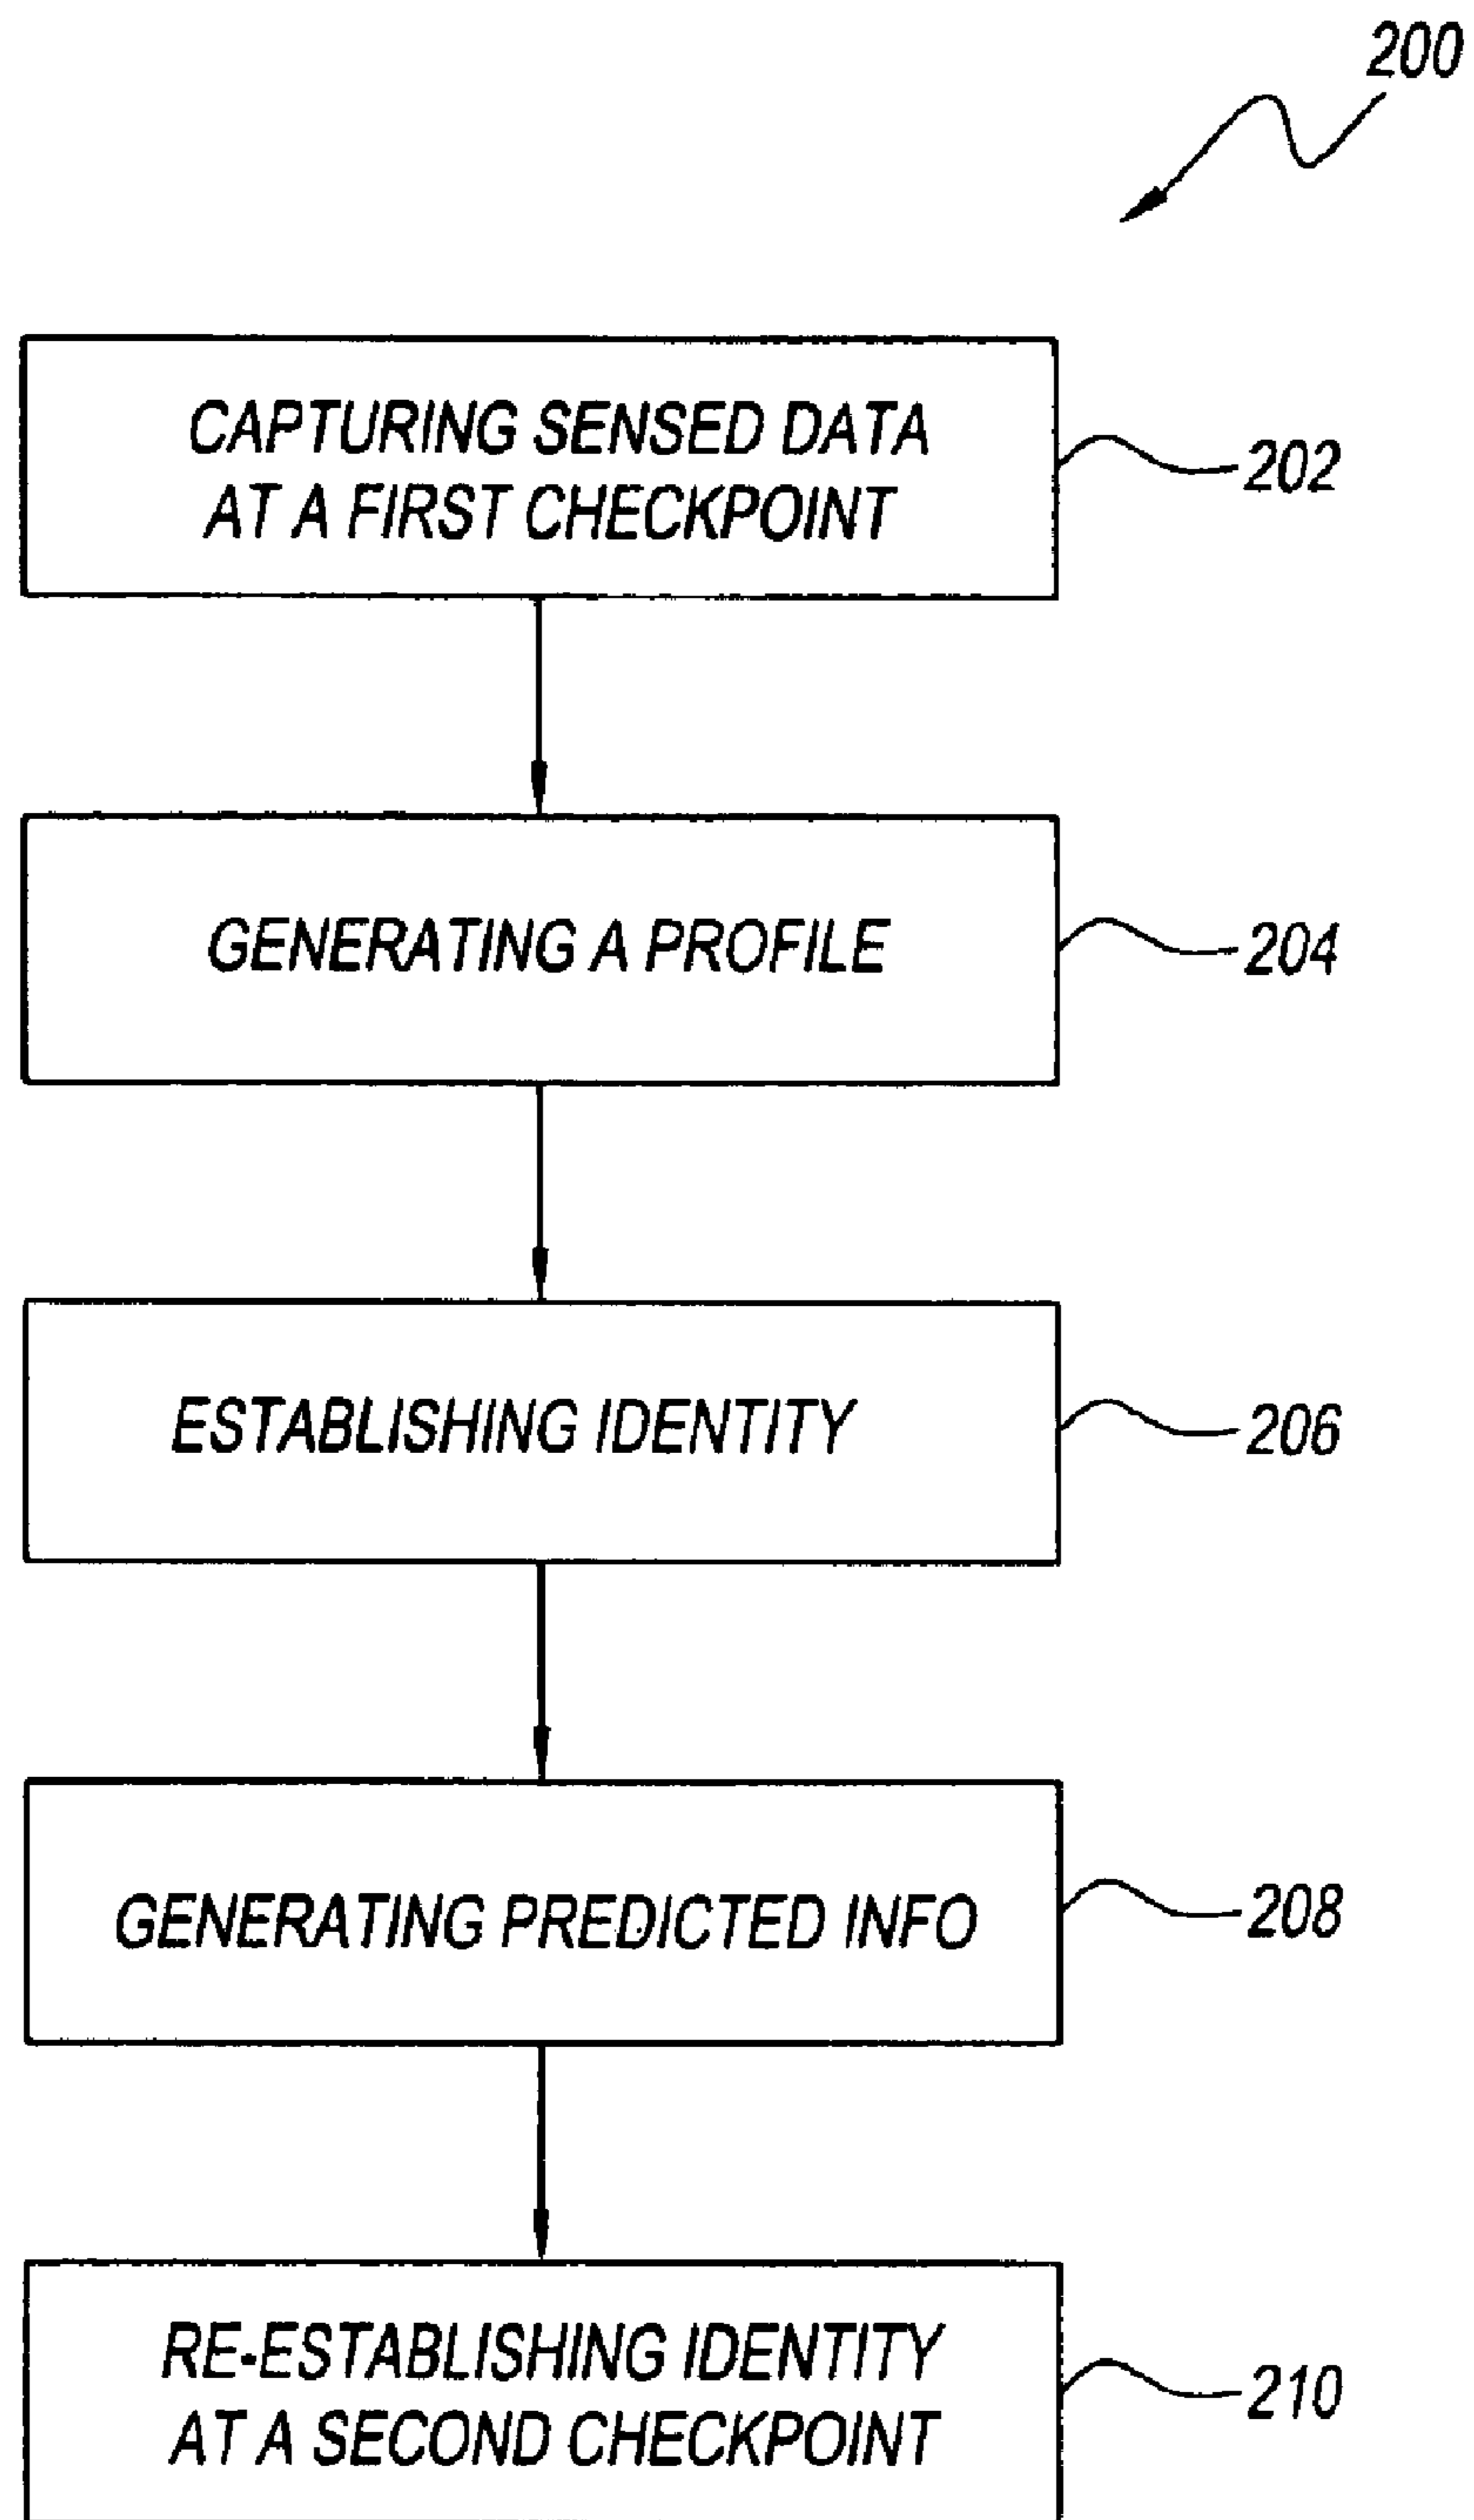 200
CAPTURING SENSED DATA
AT A FIRST CHECKPOINT
202
GENERATING A PROFILE
204
ESTABLISHING IDENTITY
206
GENERATING PREDICTED INFO
208
RE-ESTABLISHING IDENTITY
AT A SECOND CHECKPOINT
210